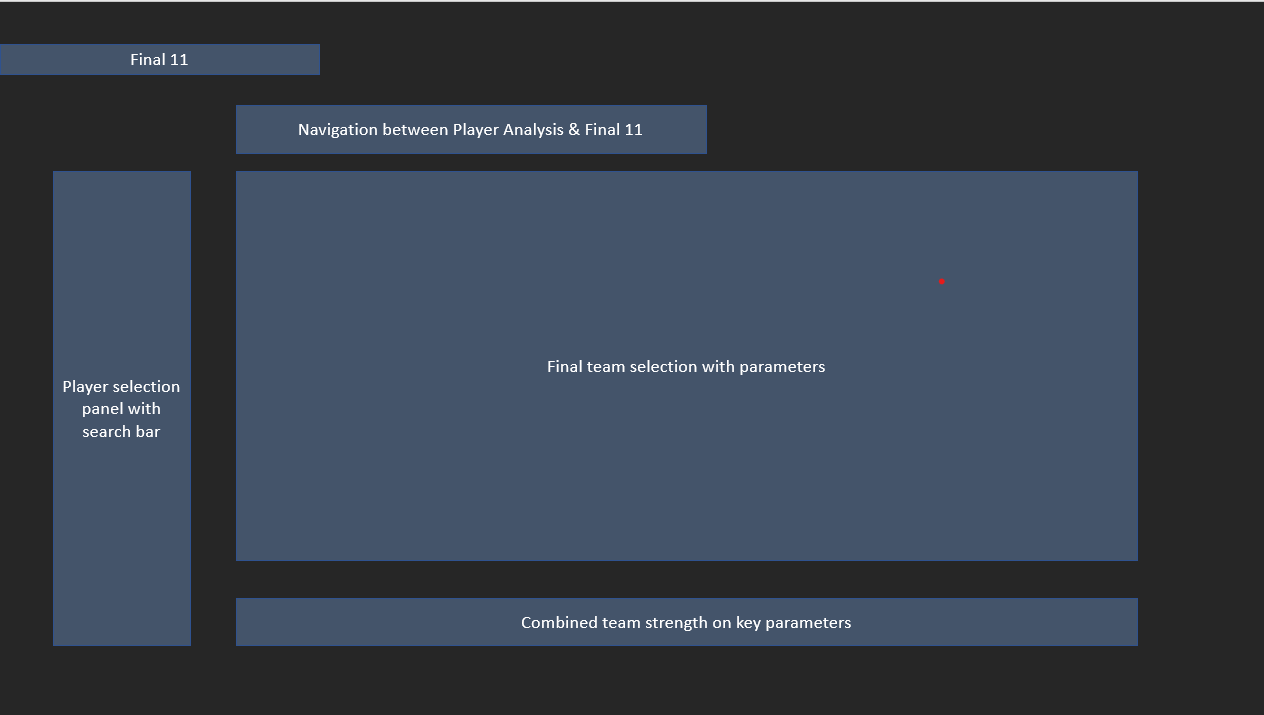 Final 11
Navigation between Player Analysis & Final 11
Player selection
panel with
search bar
Final team selection with parameters
Combined team strength on key parameters